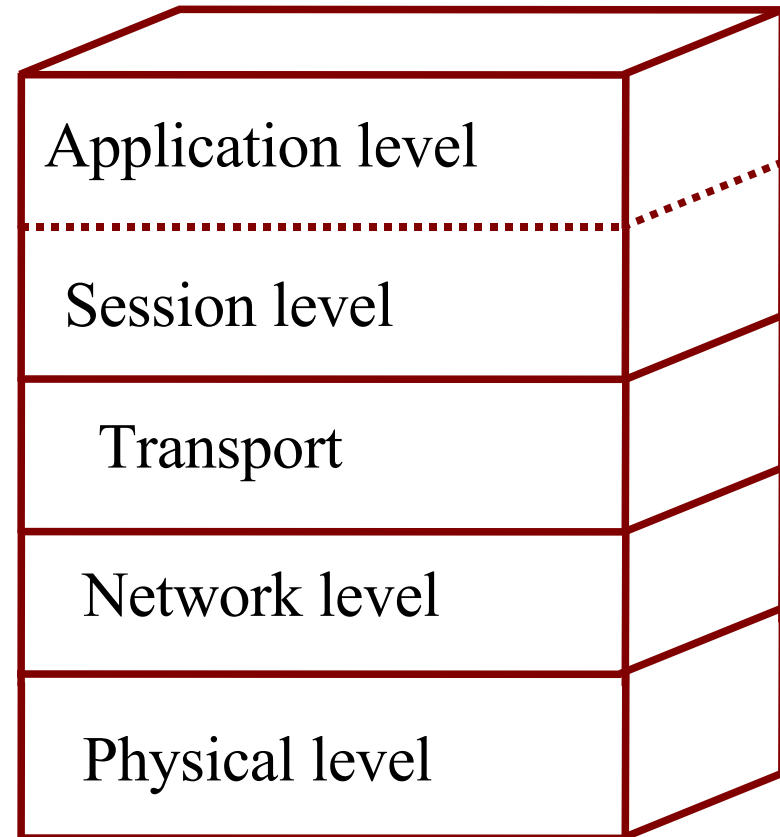 Application level
Session level
Transport
Network level
Physical level